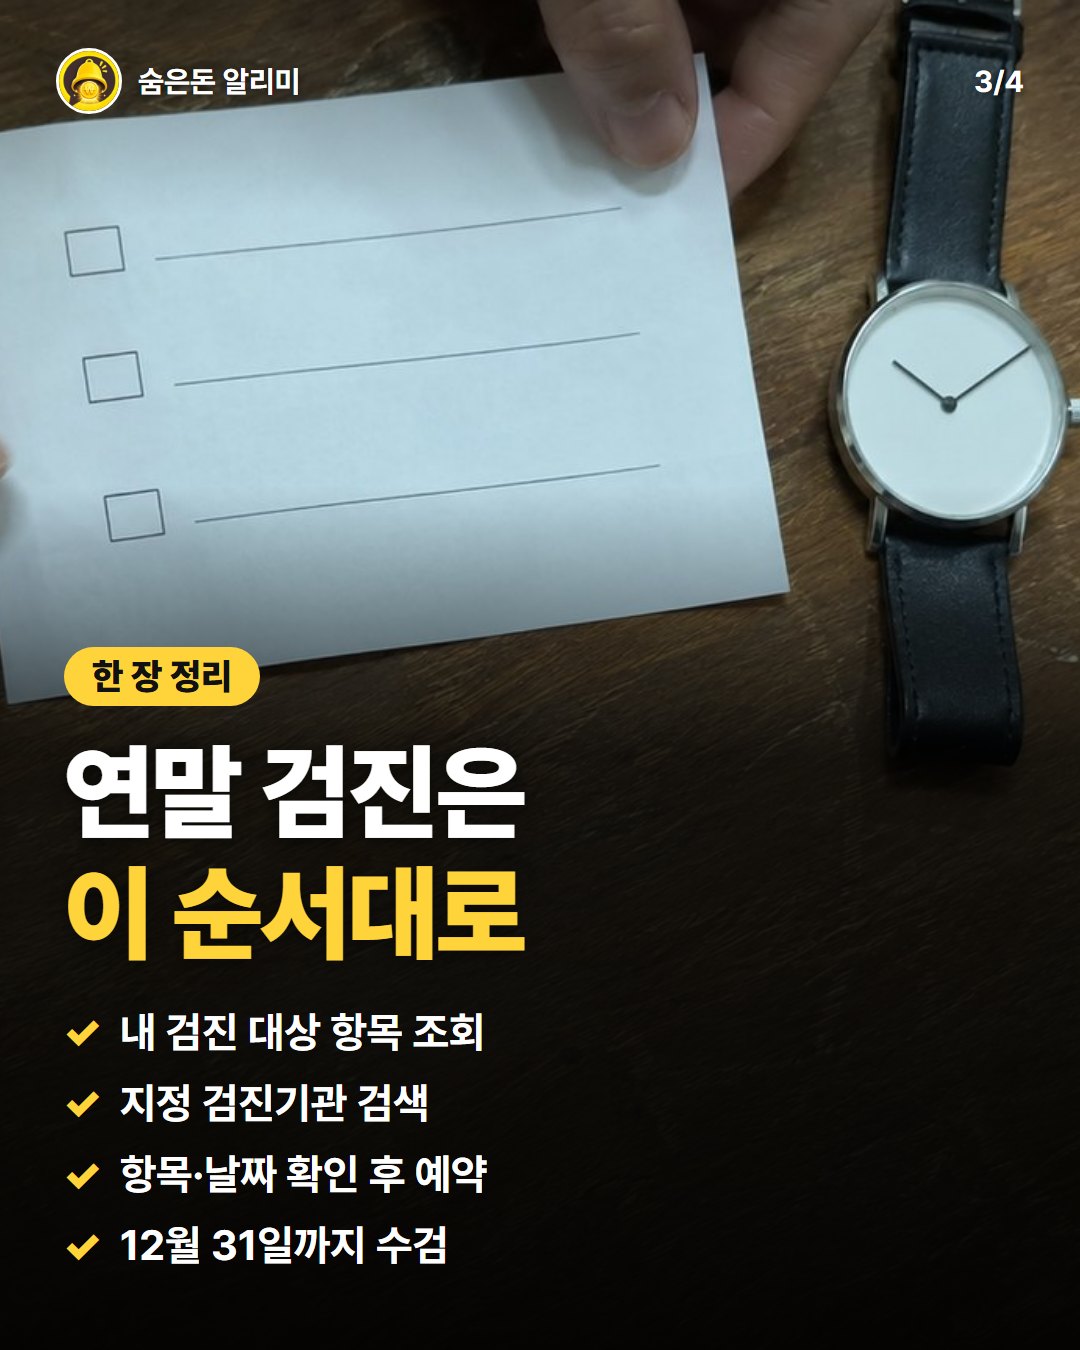 숨은돈 알리미
3/4
한 장 정리
연말 검진은
이 순서대로
내 검진 대상 항목 조회
지정 검진기관 검색
항목·날짜 확인 후 예약
12월 31일까지 수검